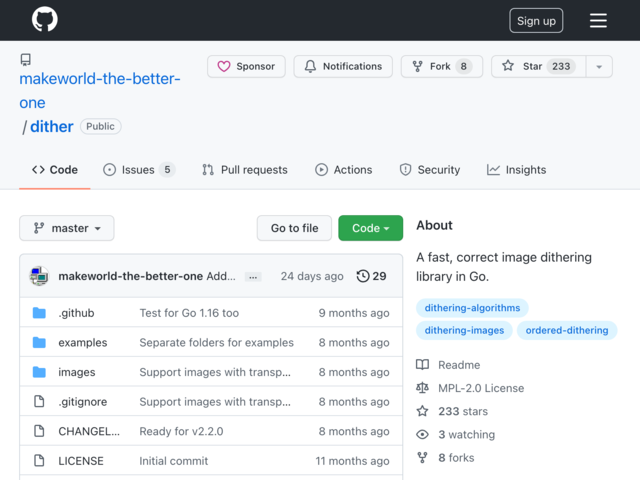 Sign up
makeworld-the-better-
one
/ dither Public
Sponsor Notifications Fork 8 Star 233
Code Issues 5 Pull requests Actions Security Insights
master Go to file Code
makeworld-the-better-one Add... ... 24 days ago 29
.github Test for Go 1.16 too 9 months ago
examples Separate folders for examples 8 months ago
images Support images with transp... 8 months ago
.gitignore Support images with transp... 8 months ago
CHANGEL... Ready for v2.2.0 8 months ago
LICENSE Initial commit 11 months ago
About
A fast, correct image dithering
library in Go.
dithering-algorithms
dithering-images ordered-dithering
Readme
MPL-2.0 License
233 stars
3 watching
8 forks